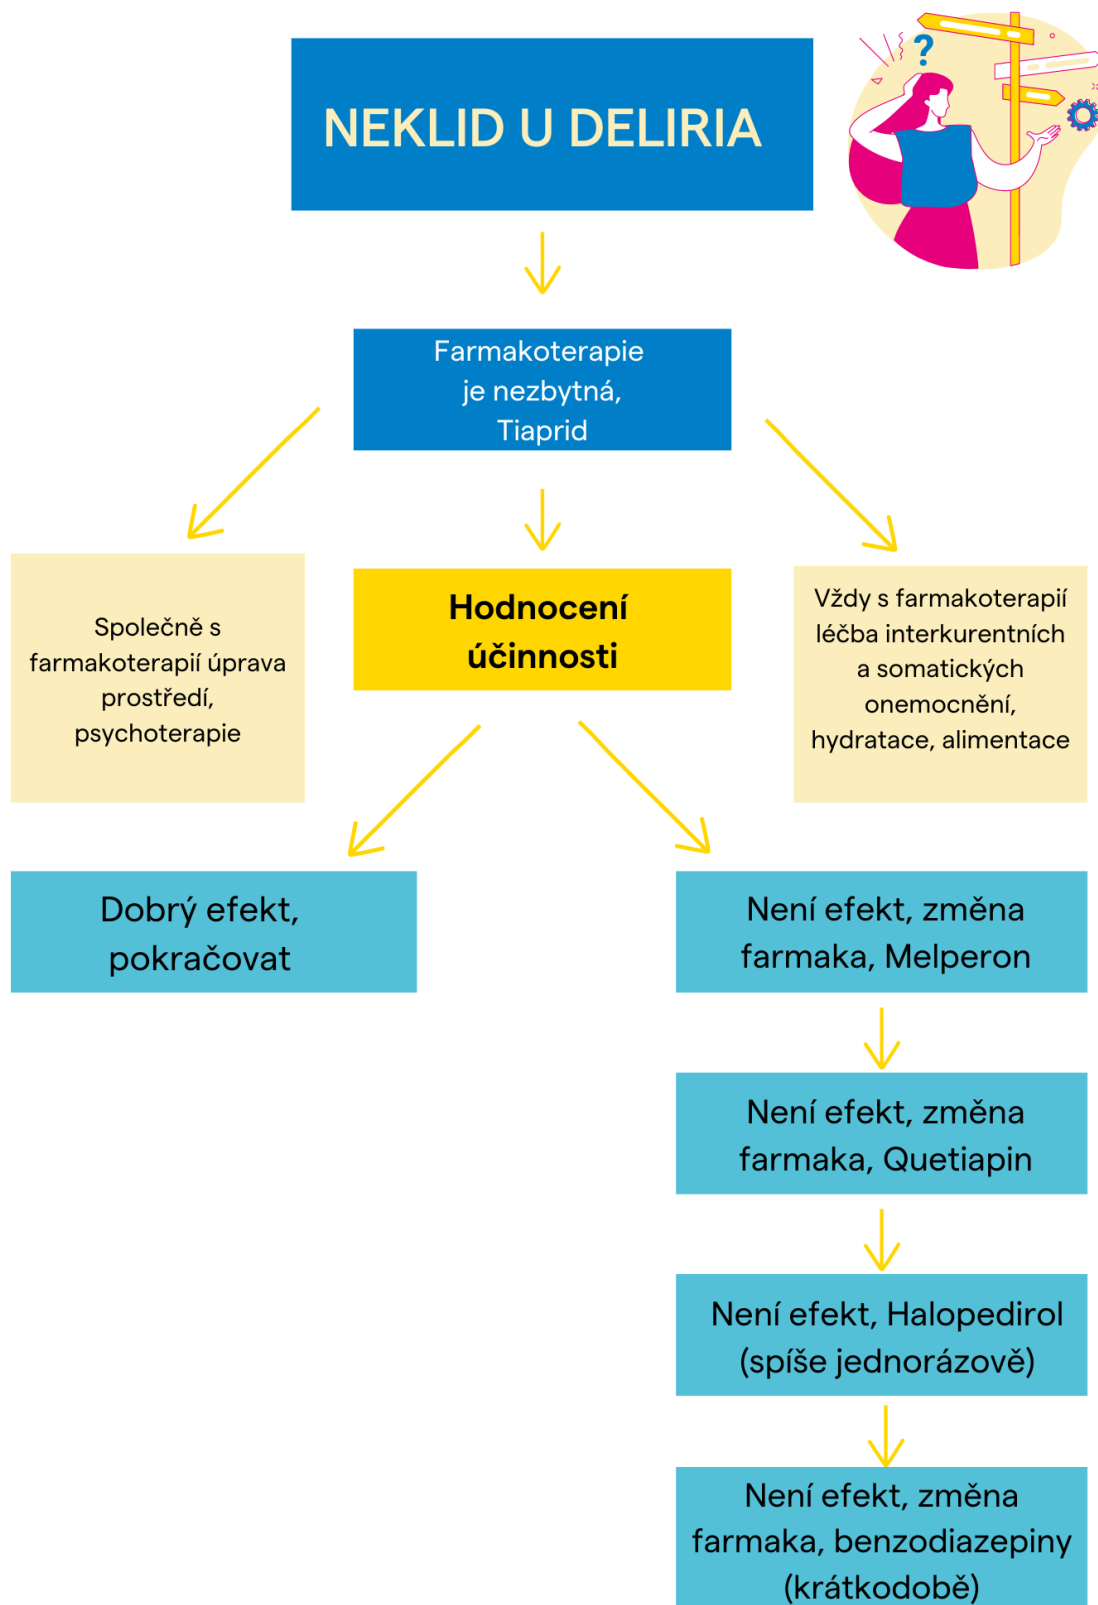 NEKLID U DELIRIA
?
Farmakoterapie
je nezbytná,
Tiaprid
Společně s
farmakoterapií úprava
prostředí,
psychoterapie
Hodnocení
účinnosti
Vždy s farmakoterapií
léčba interkurentních
a somatických
onemocnění,
hydratace, alimentace
Dobrý efekt,
pokračovat
Není efekt, změna
farmaka, Melperon
Není efekt, změna
farmaka, Quetiapin
Není efekt, Halopedirol
(spíše jednorázově)
Není efekt, změna
farmaka, benzodiazepiny
(krátkodobě)